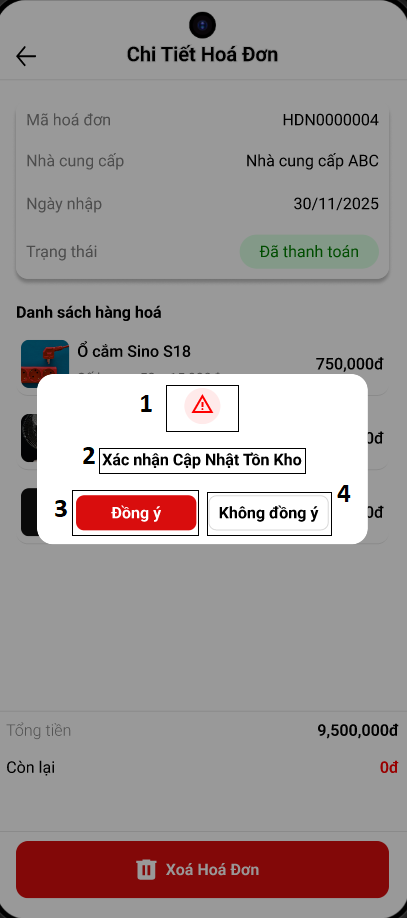 Chi Tiết Hoá Đơn
Mã hoá đơn HDN0000004
Nhà cung cấp Nhà cung cấp ABC
Ngày nhập 30/11/2025
Trạng thái Đã thanh toán
Danh sách hàng hoá
Ổ cắm Sino S18
750,000đ
1
0đ
2 Xác nhận Cập Nhật Tồn Kho
3 Đồng ý Không đồng ý 4
0đ
Tổng tiền 9,500,000đ
Còn lại 0đ
Xoá Hoá Đơn